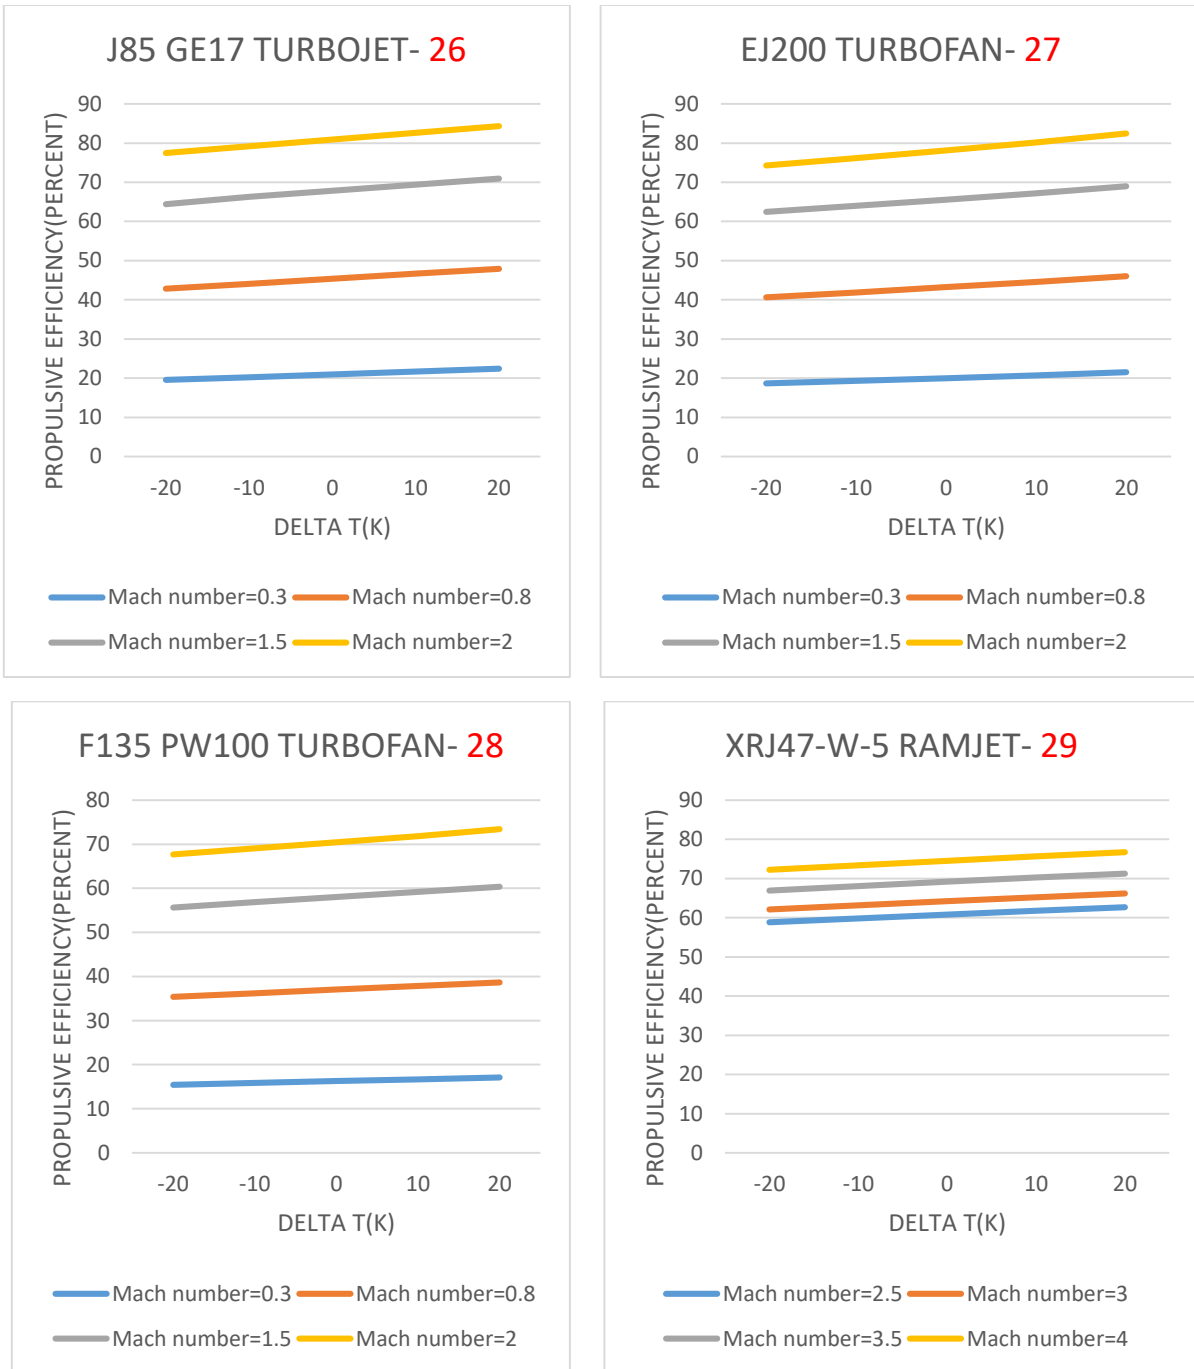 J85 GE17 TURBOJET- 26
PROPULSIVE EFFICIENCY(PERCENT)
90
80
70
60
50
40
30
20
10
0
-20 -10 0 10 20
DELTA T(K)
Mach number=0.3 Mach number=0.8
Mach number=1.5 Mach number=2
EJ200 TURBOFAN- 27
PROPULSIVE EFFICIENCY(PERCENT)
90
80
70
60
50
40
30
20
10
0
-20 -10 0 10 20
DELTA T(K)
Mach number=0.3 Mach number=0.8
Mach number=1.5 Mach number=2
F135 PW100 TURBOFAN- 28
PROPULSIVE EFFICIENCY(PERCENT)
80
70
60
50
40
30
20
10
0
-20 -10 0 10 20
DELTA T(K)
Mach number=0.3 Mach number=0.8
Mach number=1.5 Mach number=2
XRJ47-W-5 RAMJET- 29
PROPULSIVE EFFICIENCY(PERCENT)
90
80
70
60
50
40
30
20
10
0
-20 -10 0 10 20
DELTA T(K)
Mach number=2.5 Mach number=3
Mach number=3.5 Mach number=4